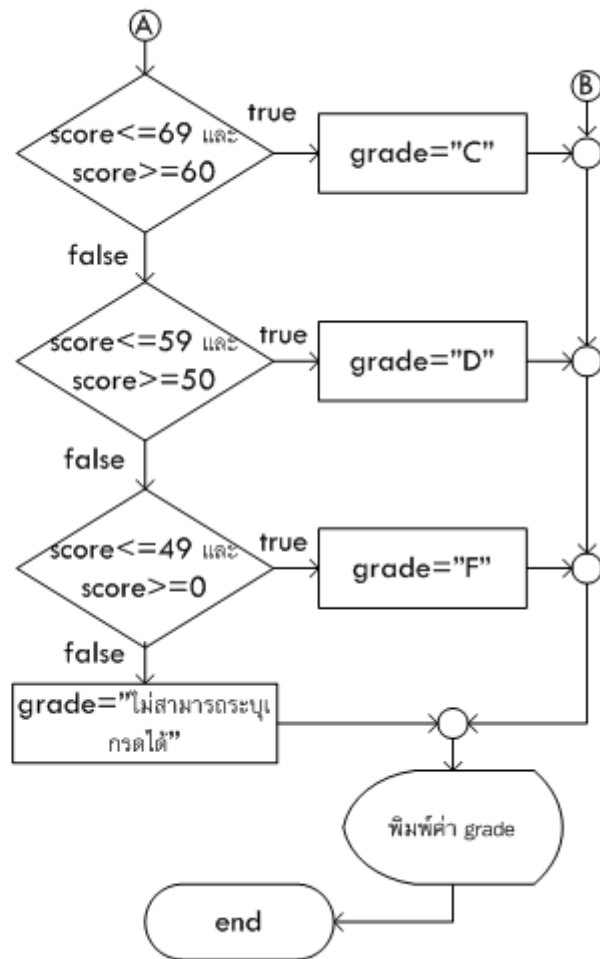 A
B
score<=69 และ
score>=60
true
grade="C"
false
score<=59 และ
score>=50
true
grade="D"
false
score<=49 และ
score>=0
true
grade="F"
false
grade="ไม่สามารถระบุเ
กรดได้"
พิมพ์ค่า grade
end